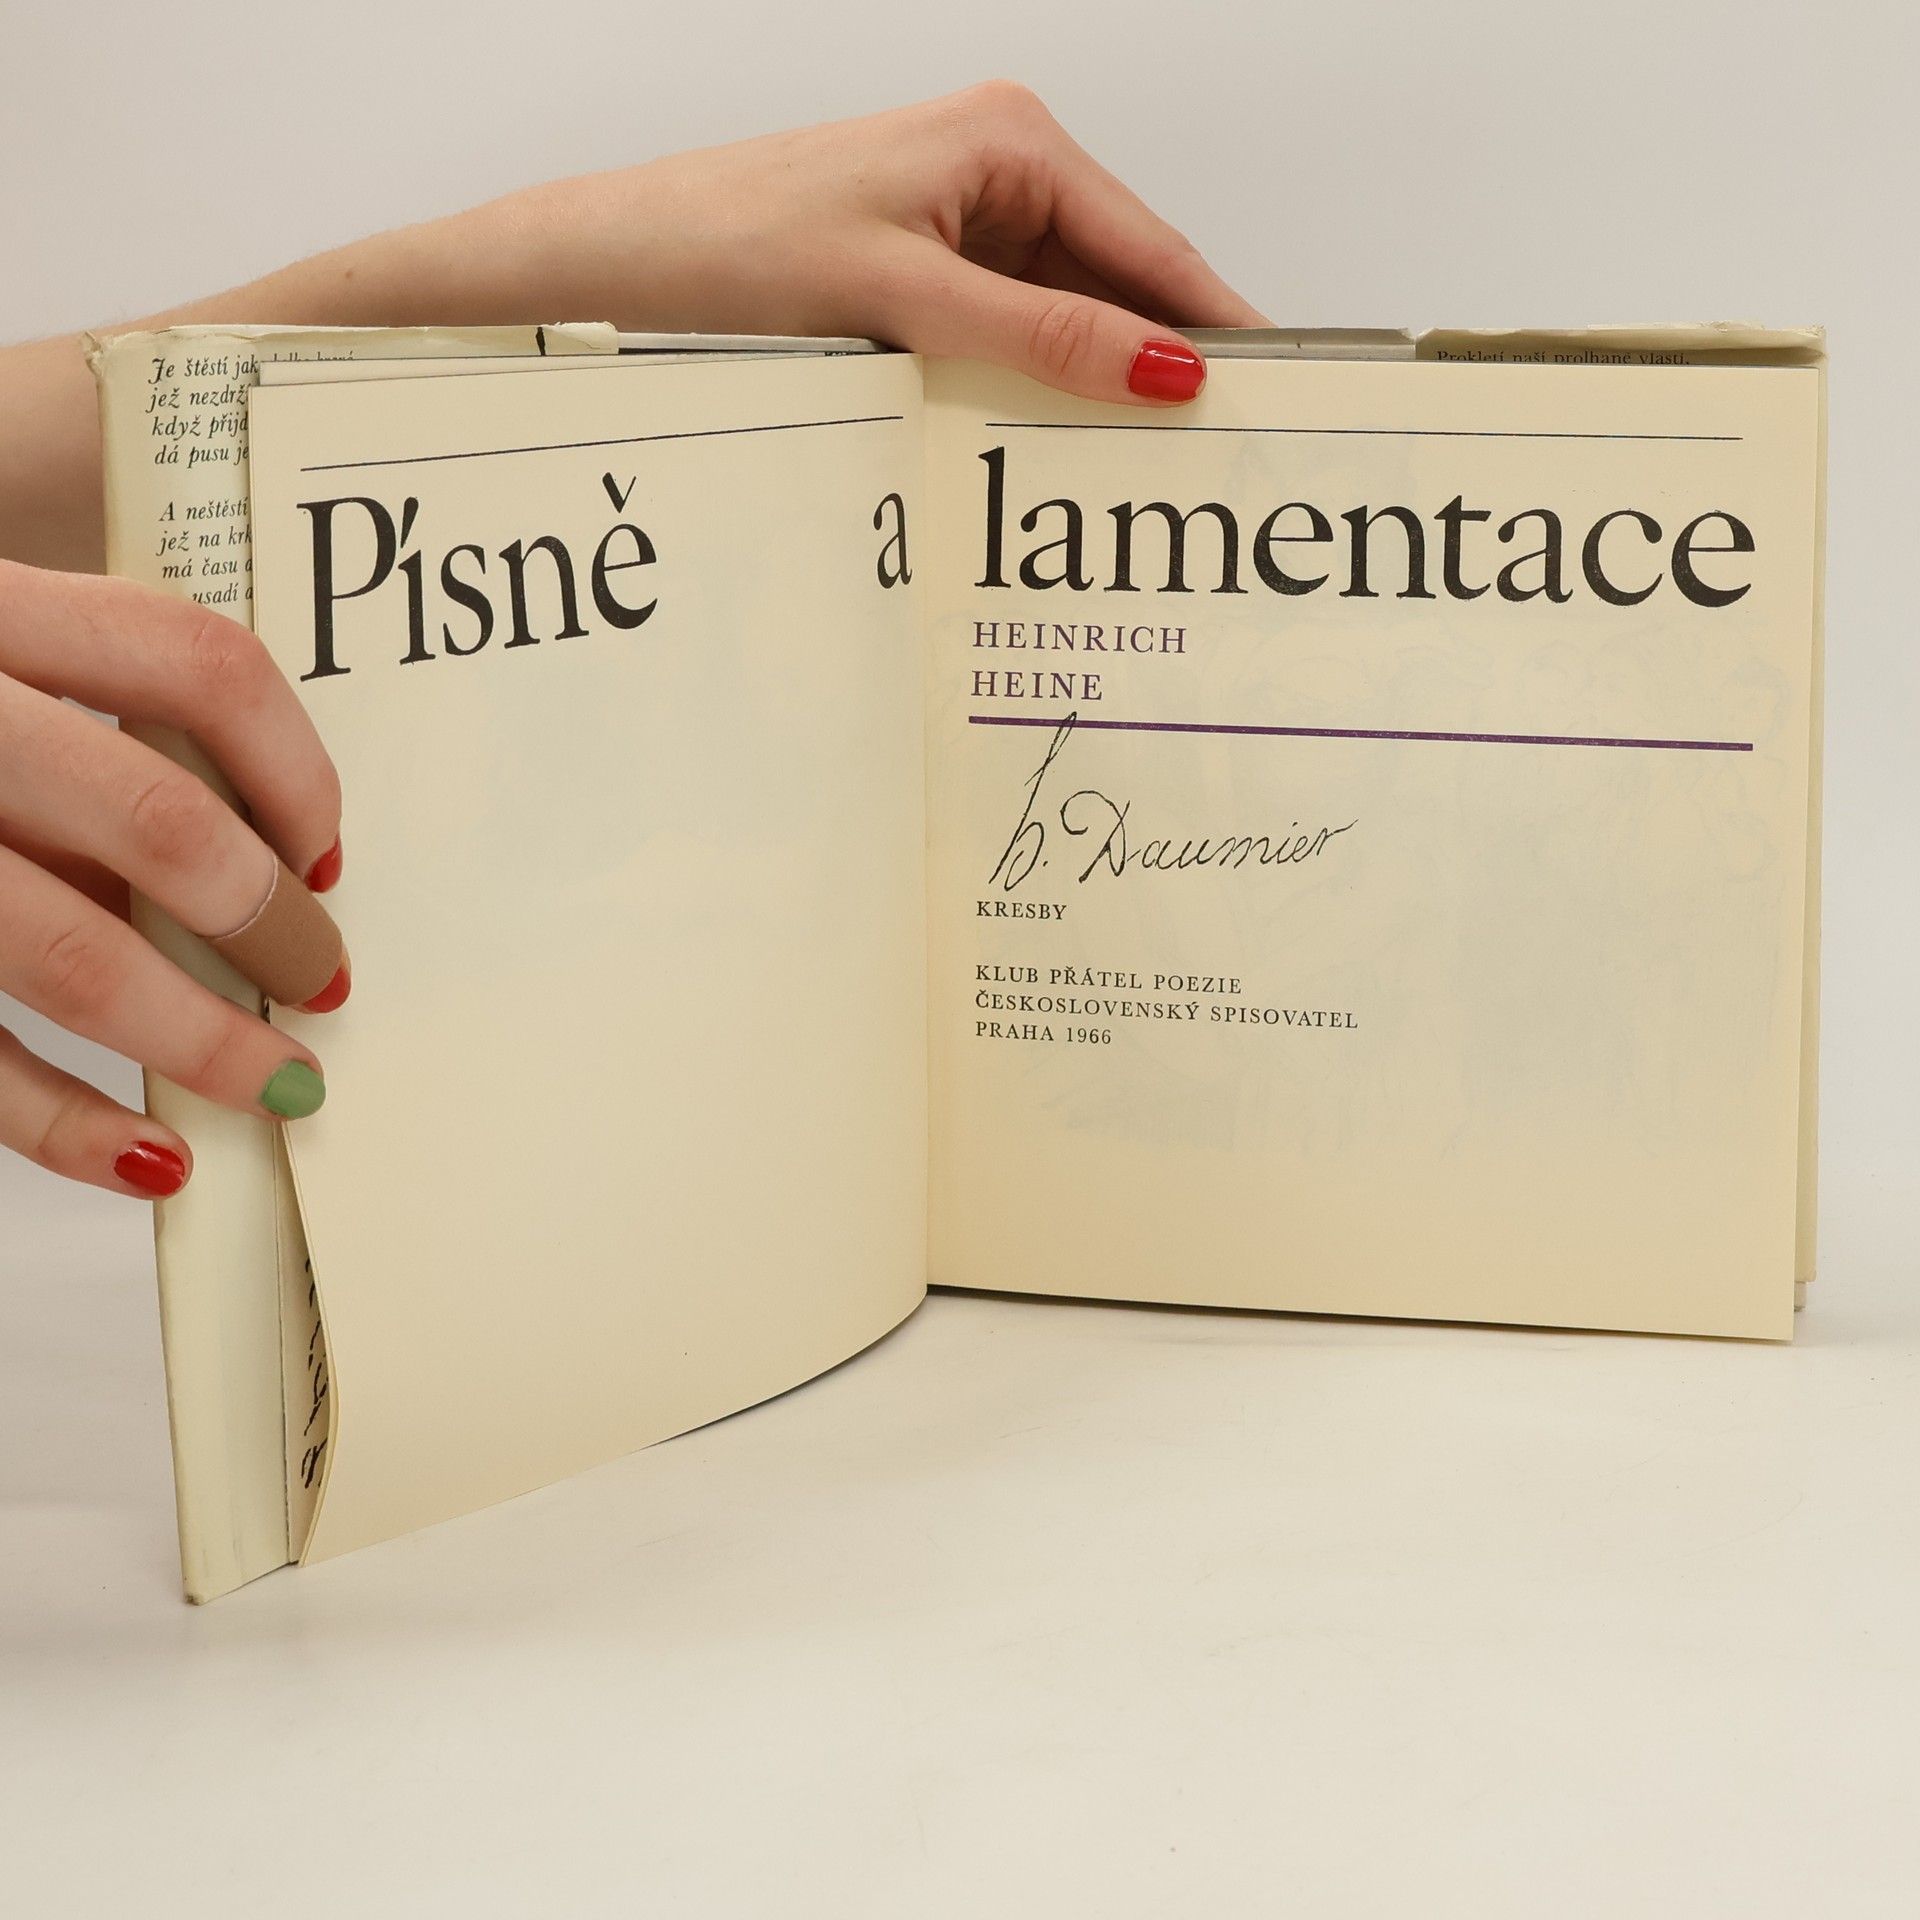 Je štěstí jak
jež nezdrž
když přijd
dá pusu je
A neštěstí
jež na krk
má času
usadí
Prokletí naší prolhané vlasti,
Písně a lamentace
HEINRICH
HEINE
h. Daumier
KRESBY
KLUB PŘÁTEL POEZIE
ČESKOSLOVENSKÝ SPISOVATEL
PRAHA 1966